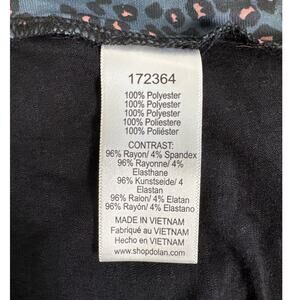 172364
100% Polyester
100% Polyester
100% Polyester
100% Poliestere
100% Poliéster
CONTRAST:
96% Rayon/ 4% Spandex
96% Rayonne/ 4%
Elasthane
96% Kunstseide/ 4
Elastan
96% Raion/ 4% Elatan
96% Rayón/ 4% Elastano
MADE IN VIETNAM
Fabriqué au VIETNAM
Hecho en VIETNAM
www.shopdolan.com